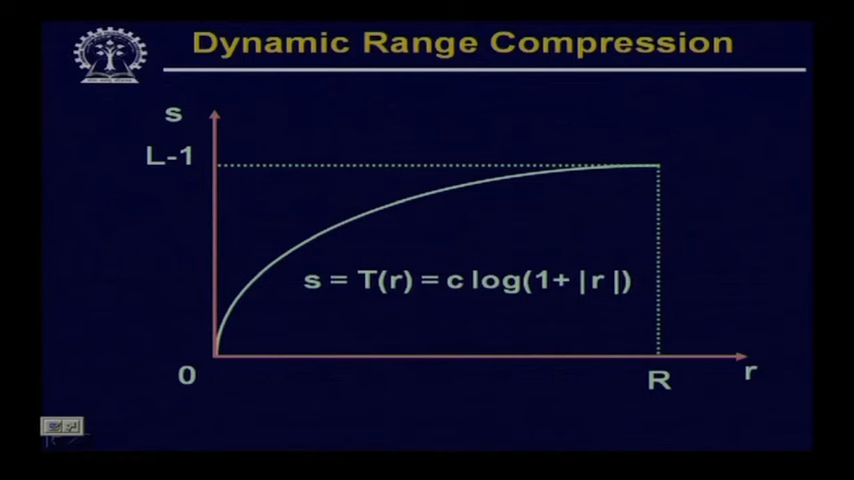 Dynamic Range Compression
s
L-1
s = T(r) = c log(1+ | r |)
0
R
r